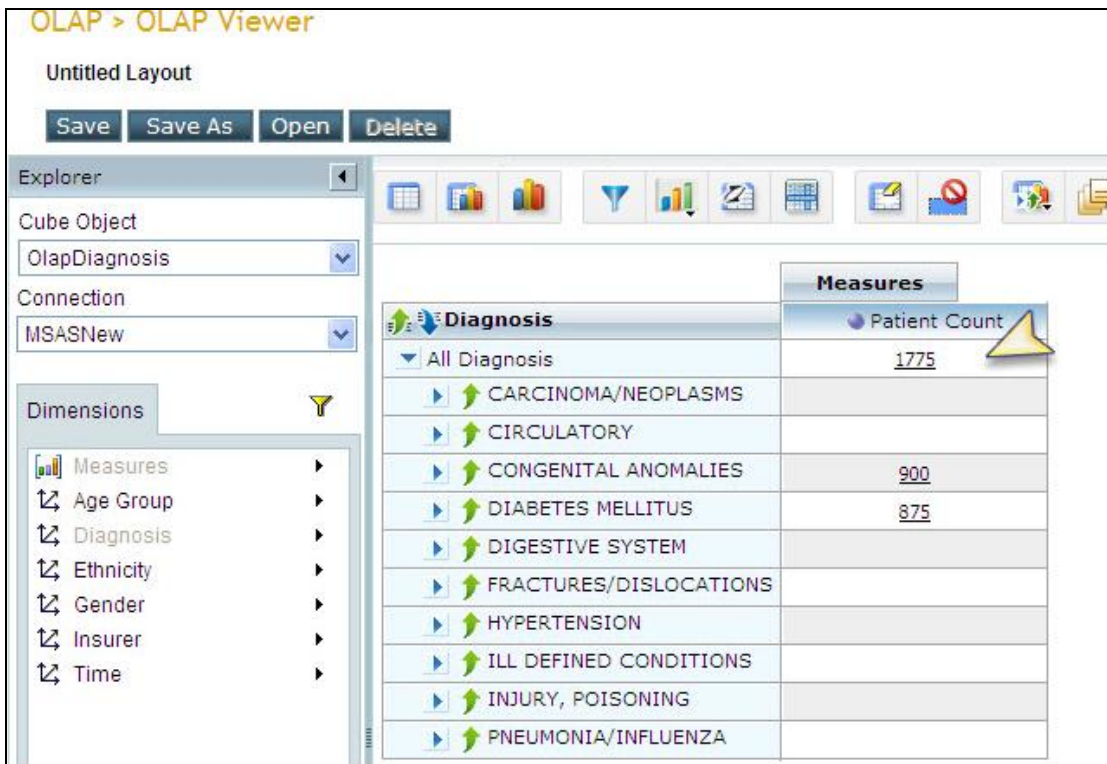 OLAP > OLAP Viewer
Untitled Layout
Save Save As Open Delete
Explorer
Cube Object
OlapDiagnosis
Connection
MSASNew
Dimensions
Measures
Age Group
Diagnosis
Ethnicity
Gender
Insurer
Time
Measures
Diagnosis Patient Count
All Diagnosis 1775
CARCINOMA/NEOPLASMS
CIRCULATORY
CONGENITAL ANOMALIES 900
DIABETES MELLITUS 875
DIGESTIVE SYSTEM
FRACTURES/DISLOCATIONS
HYPERTENSION
ILL DEFINED CONDITIONS
INJURY, POISONING
PNEUMONIA/INFLUENZA